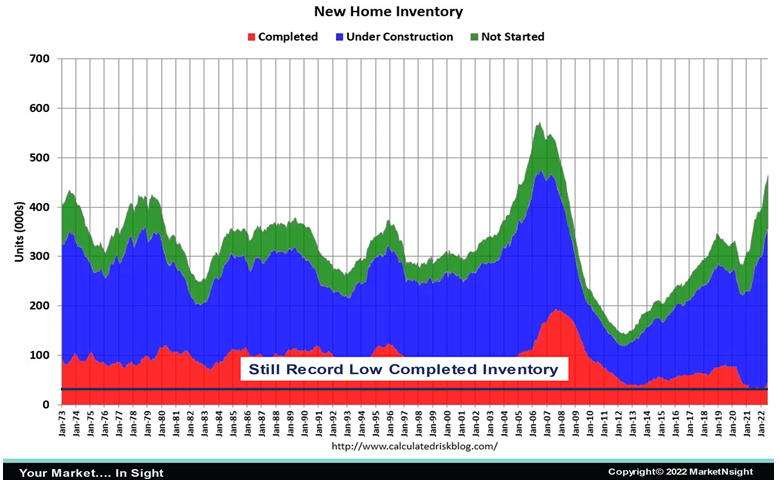 New Home Inventory
Completed Under Construction Not Started
Units (000s)
700
600
500
400
300
200
100
0
Still Record Low Completed Inventory
Jan-73 Jan-74 Jan-75 Jan-76 Jan-77 Jan-78 Jan-79 Jan-80 Jan-81 Jan-82 Jan-83 Jan-84 Jan-85 Jan-86 Jan-87 Jan-88 Jan-89 Jan-90 Jan-91 Jan-92 Jan-93 Jan-94 Jan-95 Jan-96 Jan-97 Jan-98 Jan-99 Jan-00 Jan-01 Jan-02 Jan-03 Jan-04 Jan-05 Jan-06 Jan-07 Jan-08 Jan-09 Jan-10 Jan-11 Jan-12 Jan-13 Jan-14 Jan-15 Jan-16 Jan-17 Jan-18 Jan-19 Jan-20 Jan-21 Jan-22
http://www.calculatedriskblog.com/
Your Market.... In Sight
Copyright© 2022 MarketNsight